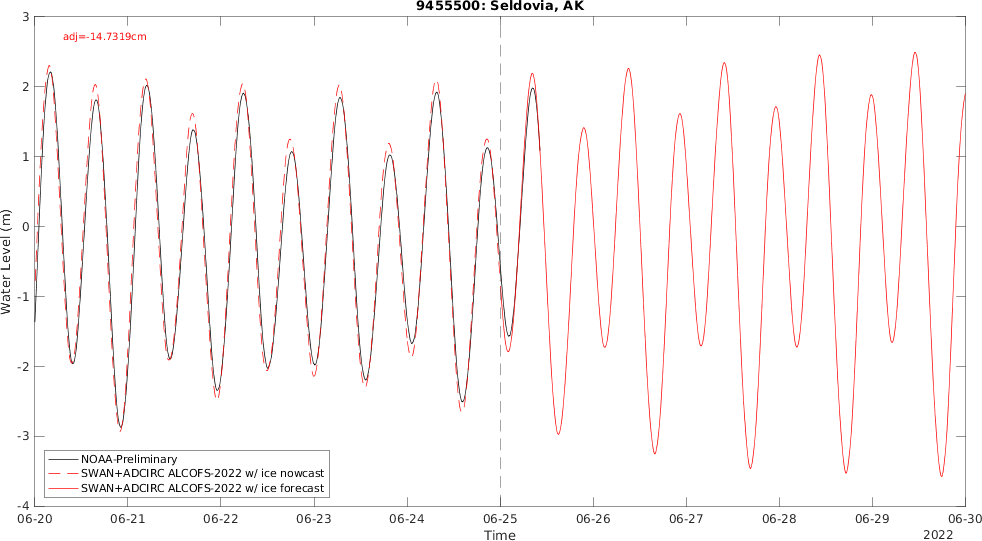 9455500: Seldovia, AK
adj=-14.7319cm
3
2
1
0
-1
-2
-3
-4
Water Level (m)
NOAA-Preliminary
SWAN+ADCIRC ALCOFS-2022 w/ ice nowcast
SWAN+ADCIRC ALCOFS-2022 w/ ice forecast
06-20 06-21 06-22 06-23 06-24 06-25 06-26 06-27 06-28 06-29 06-30
Time
2022